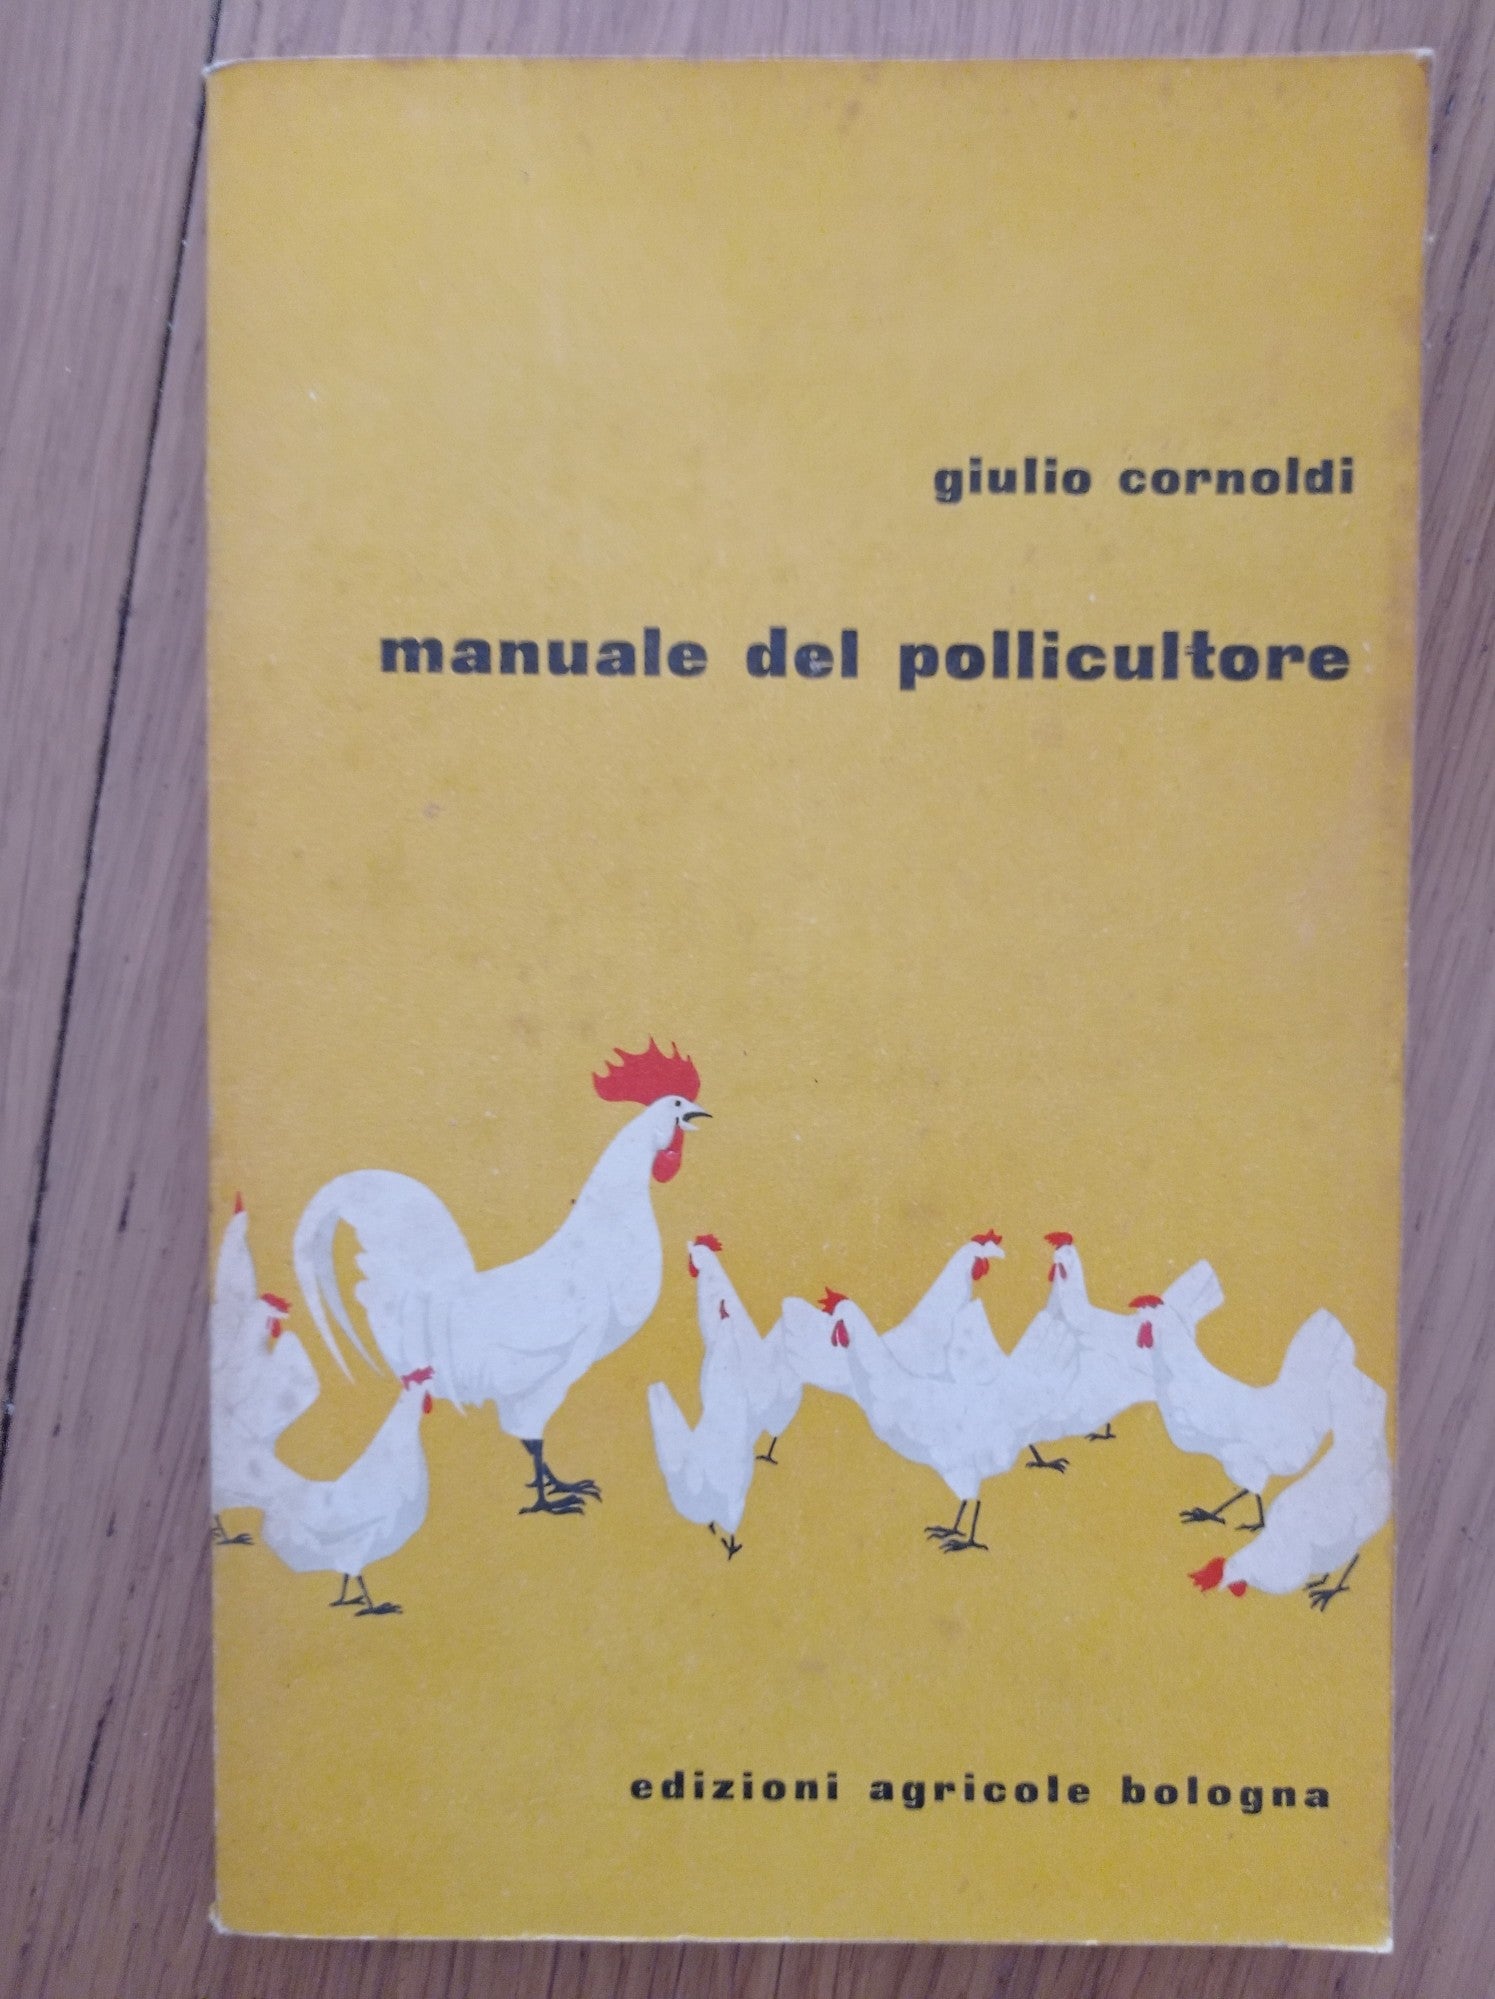 giulio cornoldi
manuale del pollicultore
edizioni agricole bologna